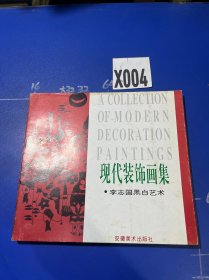 X004
A COLLECTION
OF MODERN
DECORATION
PAINTINGS
现代装饰画集
•李志国黑白艺术
安徽美术出版社